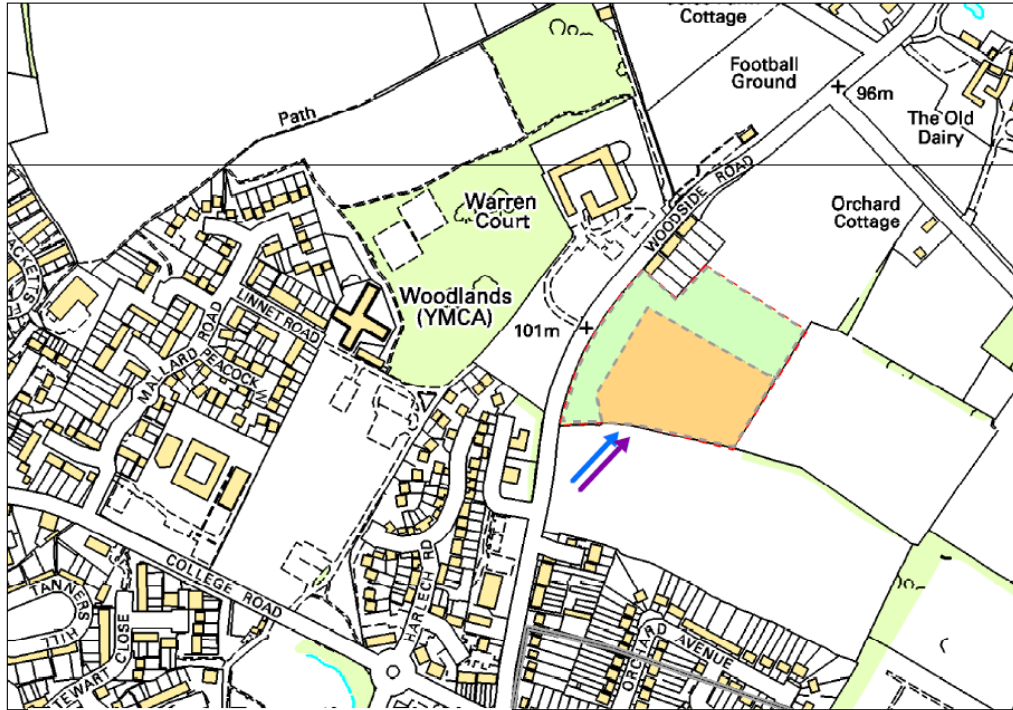 Cottage
Football
Ground
96m
The Old
Dairy
Path
Warren
Court
WOODSIDE ROAD
Orchard
Cottage
Woodlands
(YMCA)
101m
LINNET ROAD
MALLARD ROAD
PEACOCK
COLLEGE ROAD
HARLECH RD
TANNERS
HILL
STEWART CLOSE
ORCHARD AVENUE